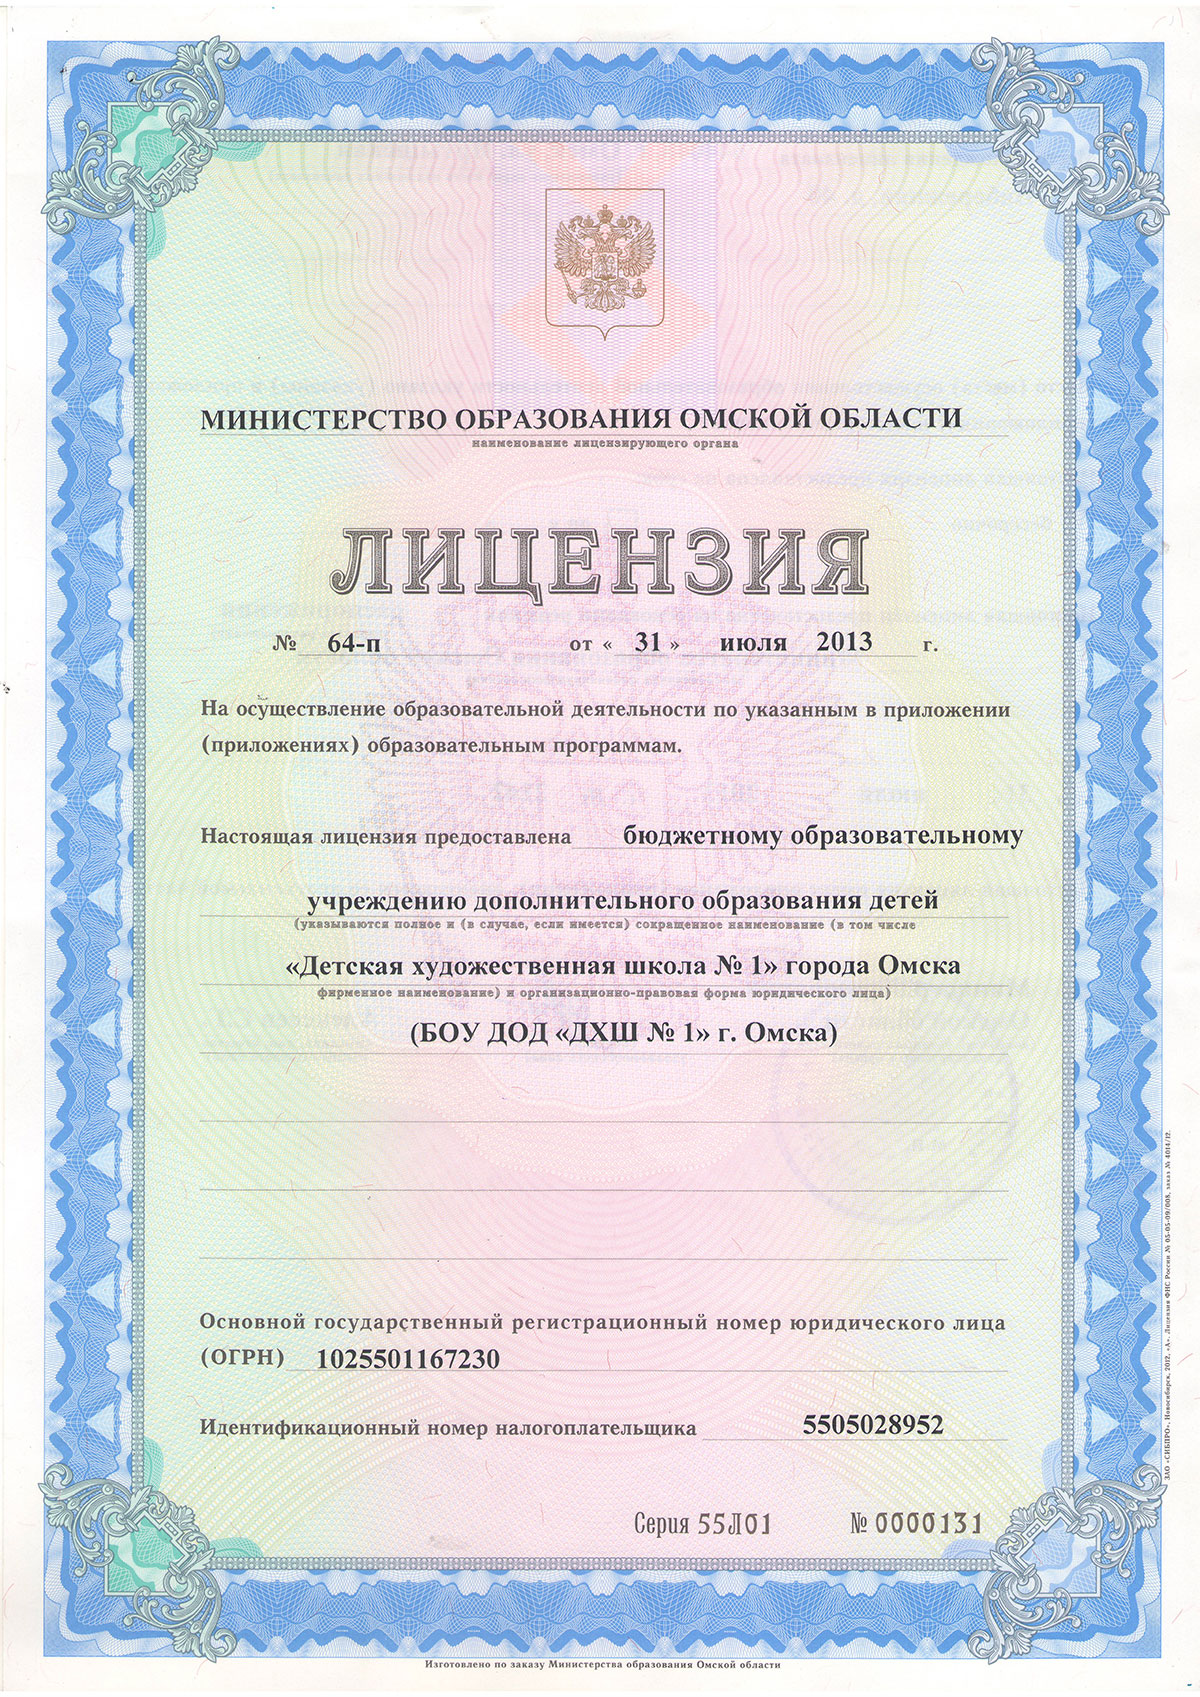 МИНИСТЕРСТВО ОБРАЗОВАНИЯ ОМСКОЙ ОБЛАСТИ
наименование лицензирующего органа
ЛИЦЕНЗИЯ
№ 64-п от « 31 » июля 2013 г.
На осуществление образовательной деятельности по указанным в приложении
(приложениях) образовательным программам.
Настоящая лицензия предоставлена бюджетному образовательному
учреждению дополнительного образования детей
(указываются полное и (в случае, если имеется) сокращенное наименование (в том числе
«Детская художественная школа № 1» города Омска
фирменное наименование) и организационно-правовая форма юридического лица)
(БОУ ДОД «ДХШ № 1» г. Омска)
Основной государственный регистрационный номер юридического лица
(ОГРН) 1025501167230
Идентификационный номер налогоплательщика 5505028952
Серия 55Л01 № 0000131
Изготовлено по заказу Министерства образования Омской области
ЗАО «СИБПРО», Новосибирск, 2012, «А». Лицензия ФНС России № 05-05-09/008, заказ № 4014/12.